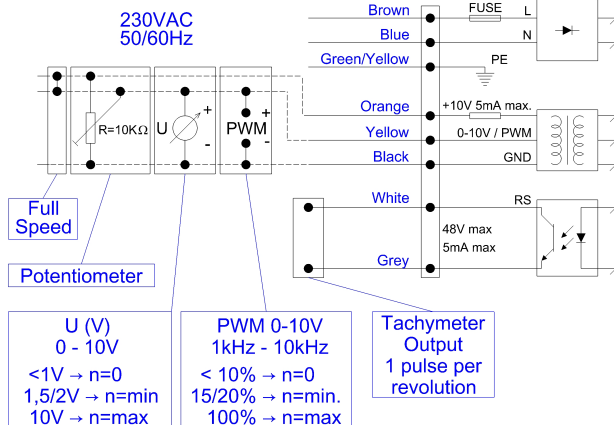 230VAC
50/60Hz
Brown
FUSE
L
Blue
N
Green/Yellow
PE
Orange
+10V 5mA max.
Yellow
0-10V / PWM
Black
GND
R=10KΩ
U
+
-
PWM
+
-
White
RS
48V max
5mA max
Grey
Full
Speed
Potentiometer
U (V)
0 - 10V
<1V → n=0
1,5/2V → n=min
10V → n=max
PWM 0-10V
1kHz - 10kHz
< 10% → n=0
15/20% → n=min.
100% → n=max
Tachymeter
Output
1 pulse per
revolution